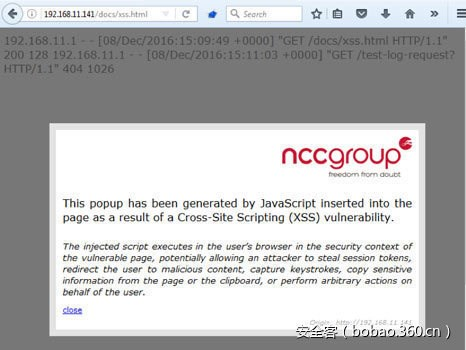 192.168.11.141/docs/xss.html
Search
192.168.11.1 - - [08/Dec/2016:15:09:49 +0000] "GET /docs/xss.html HTTP/1.1"
200 128 192.168.11.1 - - [08/Dec/2016:15:11:03 +0000] "GET /test-log-request?
HTTP/1.1" 404 1026
nccgroup
freedom from doubt
This popup has been generated by JavaScript inserted into the
page as a result of a Cross-Site Scripting (XSS) vulnerability.
The injected script executes in the user's browser in the security context of
the vulnerable page, potentially allowing an attacker to steal session tokens,
redirect the user to malicious content, capture keystrokes, copy sensitive
information from the page or the clipboard, or perform arbitrary actions on
behalf of the user.
close
Origin: http://192.168.11.141
安全客(bobao.360.cn)